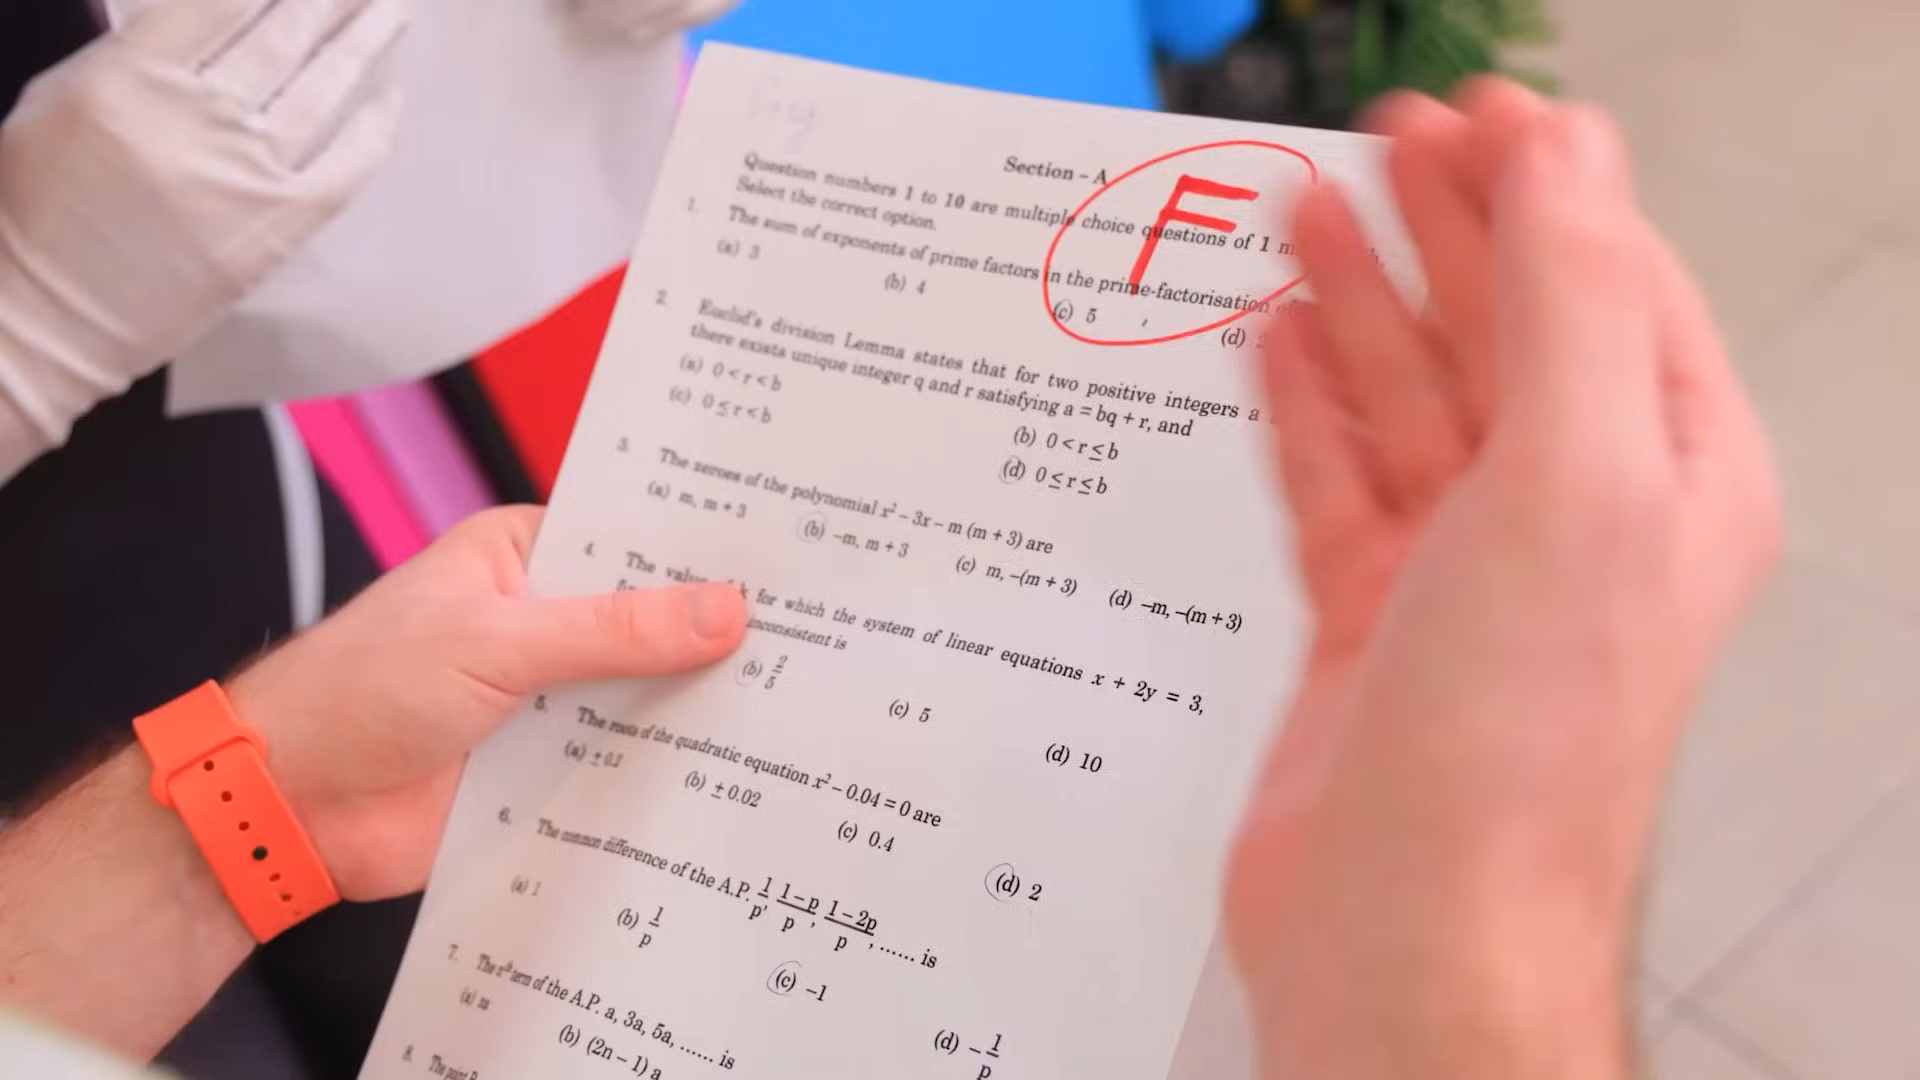 Greg
Section – A
F
Question numbers 1 to 10 are multiple choice questions of 1 m
Select the correct option.
1. The sum of exponents of prime factors in the prime-factorisation of
(a) 3 (b) 4 (c) 5 (d)
2. Euclid's division Lemma states that for two positive integers a
there exists unique integer q and r satisfying a = bq + r, and
(a) 0 < r < b (b) 0 < r ≤ b
(c) 0 ≤ r < b (d) 0 ≤ r ≤ b
3. The zeroes of the polynomial x² – 3x – m (m + 3) are
(a) m, m + 3 (b) –m, m + 3 (c) m, –(m + 3) (d) –m, –(m + 3)
4. The value k for which the system of linear equations x + 2y = 3,
inconsistent is
(b) 2/5 (c) 5 (d) 10
5. The roots of the quadratic equation x² – 0.04 = 0 are
(a) ± 0.2 (b) ± 0.02 (c) 0.4 (d) 2
6. The common difference of the A.P. 1/p, 1–p/p, 1–2p/p, ...... is
(a) 1 (b) 1/p (c) –1 (d) –1/p
7. The nth term of the A.P. a, 3a, 5a, ...... is
(a) na (b) (2n – 1) a
8. The point P